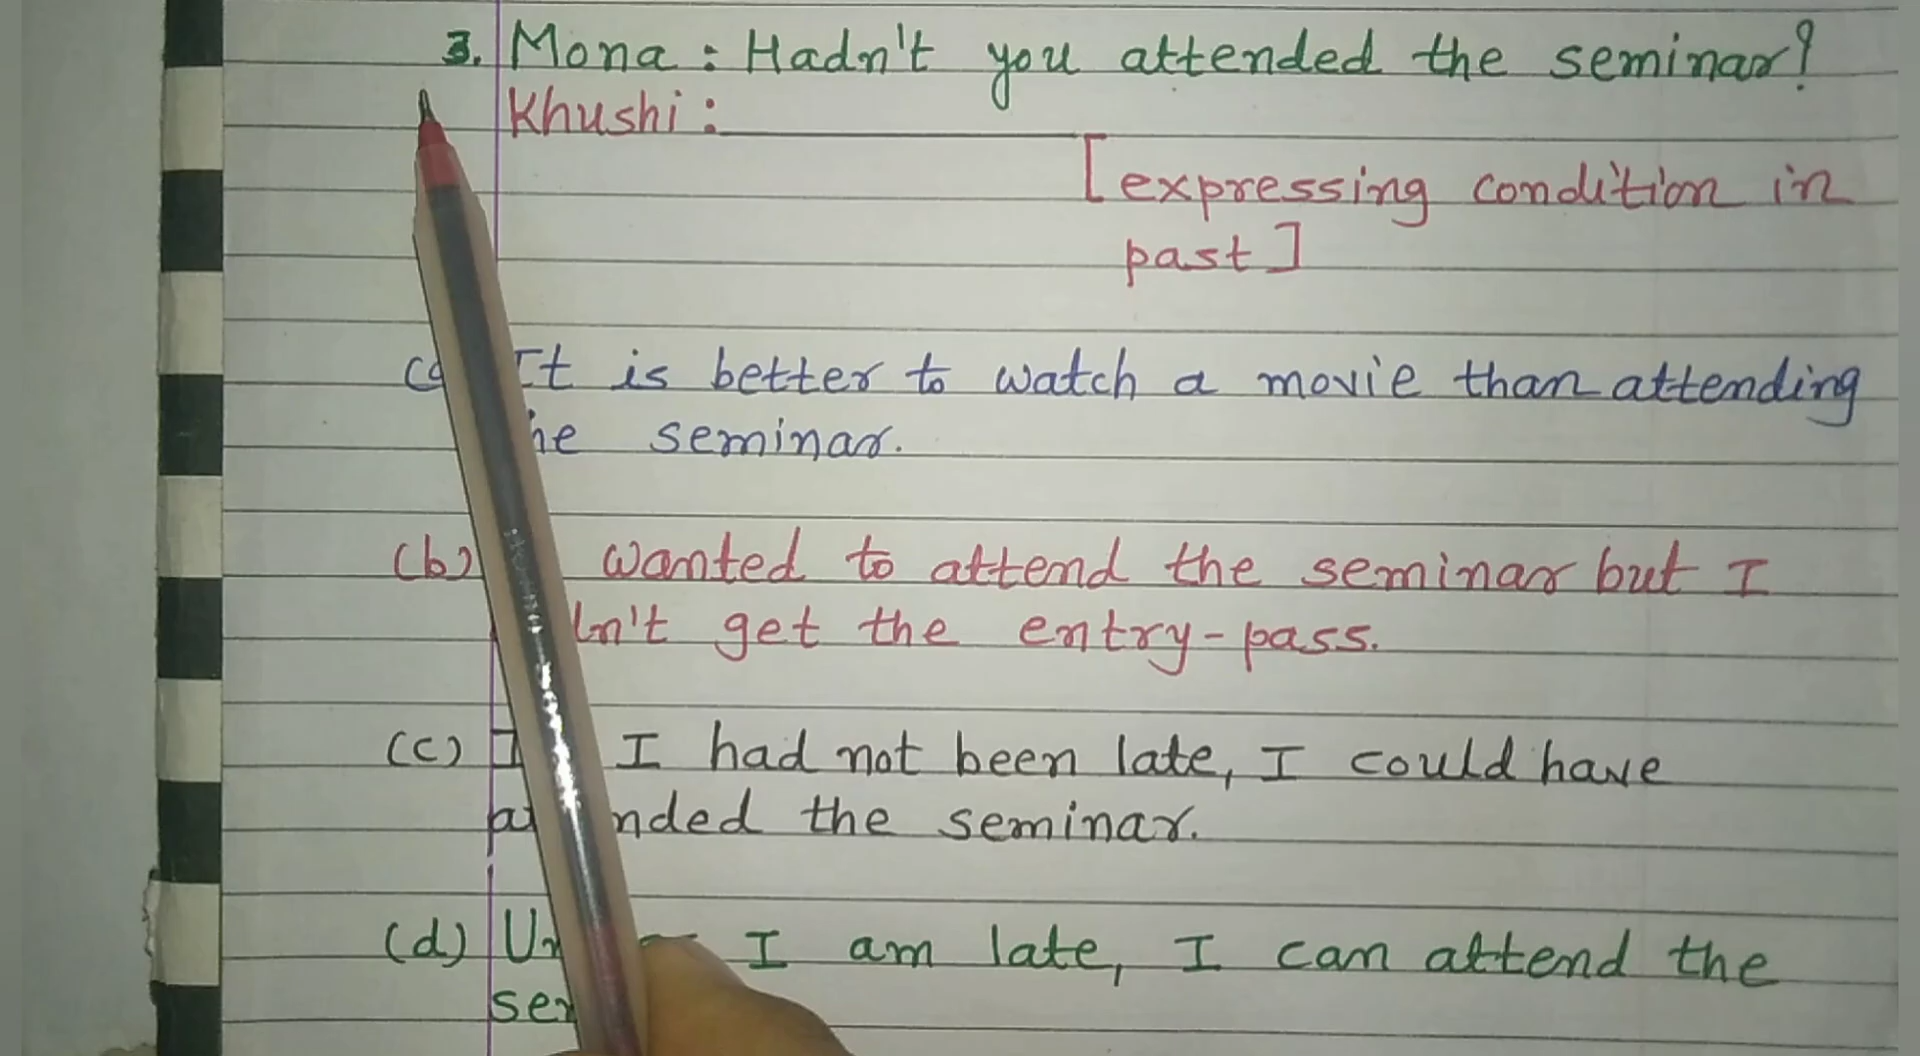 3. Mona : Hadn't you attended the seminar?
Khushi :
[expressing condition in
past]
It is better to watch a movie than attending
seminar.
(b) wanted to attend the seminar but I
get the entry-pass.
(c) I had not been late, I could have
the seminar.
(d) I am late, I can attend the